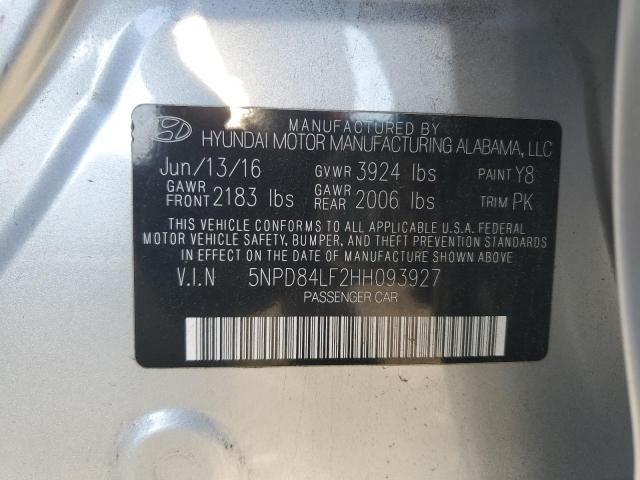 MANUFACTURED BY
HYUNDAI MOTOR MANUFACTURING ALABAMA, LLC
Jun/13/16 GVWR 3924 lbs PAINT Y8
GAWR FRONT 2183 lbs GAWR REAR 2006 lbs TRIM PK
THIS VEHICLE CONFORMS TO ALL APPLICABLE U.S.A. FEDERAL
MOTOR VEHICLE SAFETY, BUMPER, AND THEFT PREVENTION STANDARDS
IN EFFECT ON THE DATE OF MANUFACTURE SHOWN ABOVE.
V.I.N 5NPD84LF2HH093927
PASSENGER CAR